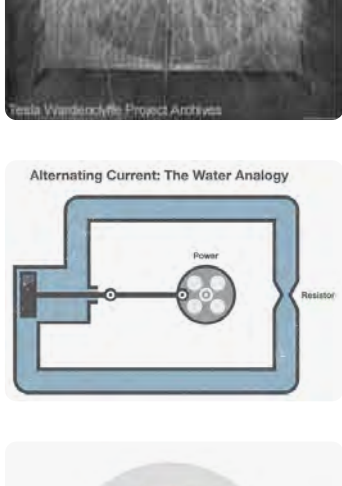 Tesla Wardenclyffe Project Archives
Alternating Current: The Water Analogy
Power
Resistor